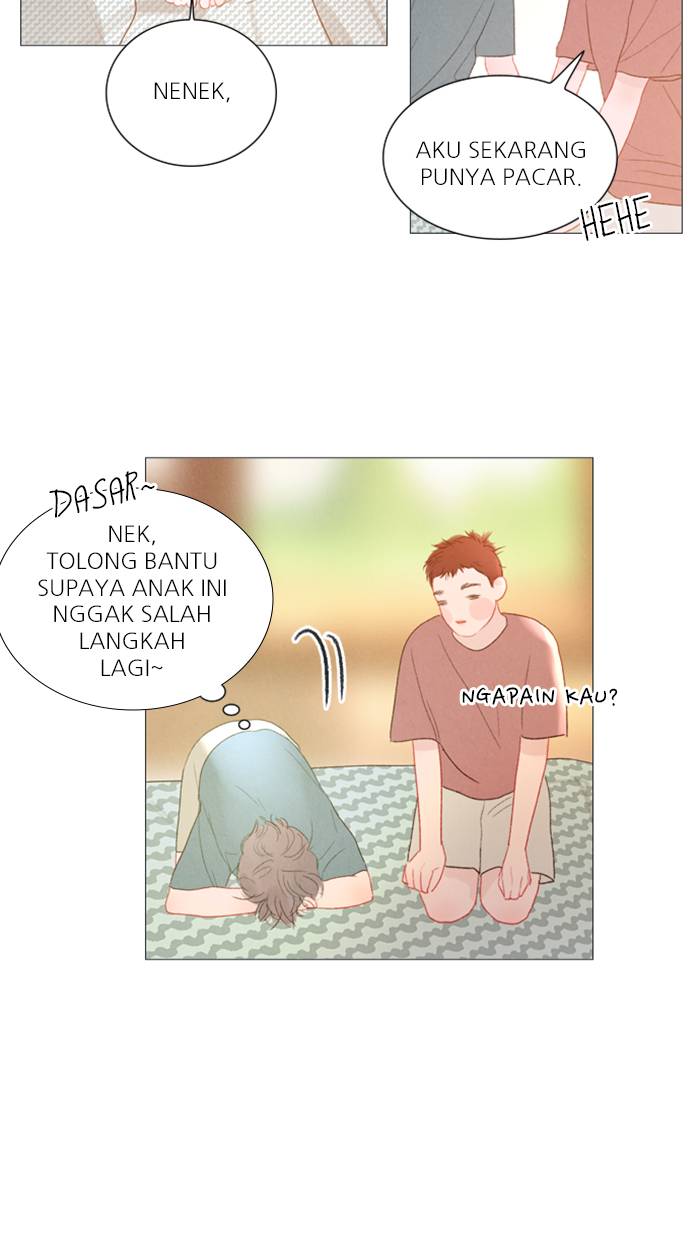 NENEK,
AKU SEKARANG
PUNYA PACAR.
HEHE
DASAR~
NEK,
TOLONG BANTU
SUPAYA ANAK INI
NGGAK SALAH
LANGKAH
LAGI~
NGAPAIN KAU?